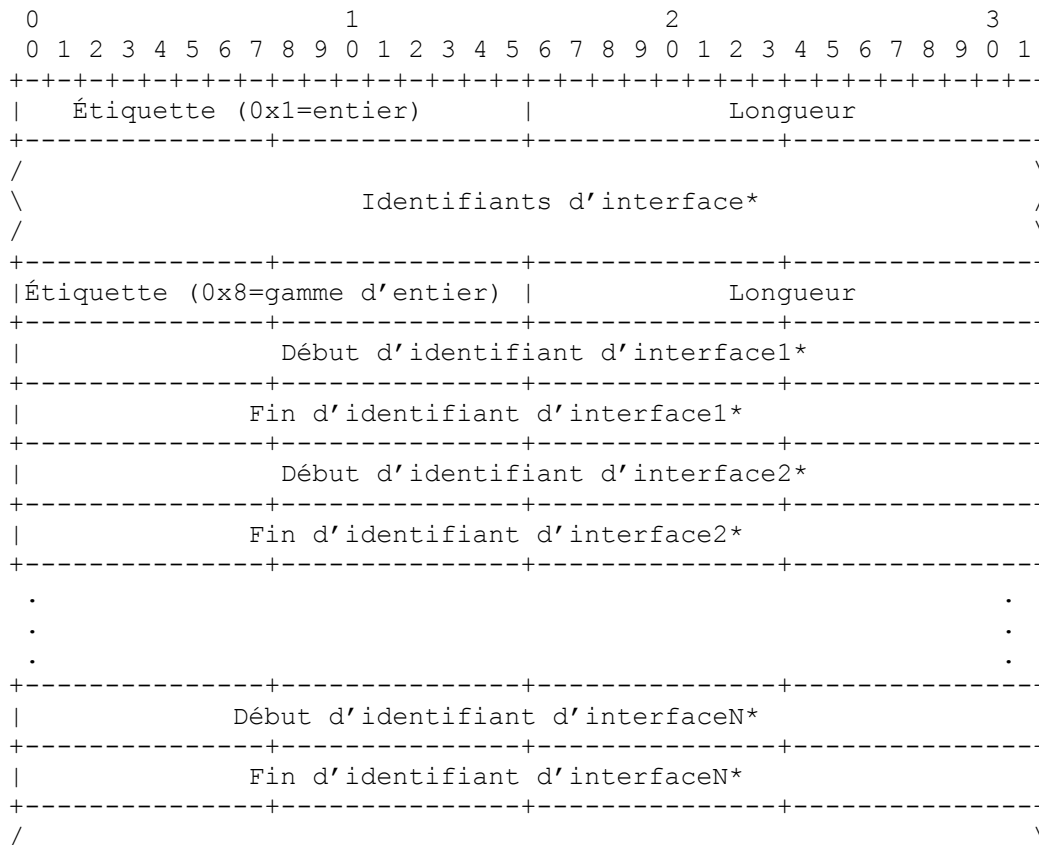 0                   1                   2                   3
0 1 2 3 4 5 6 7 8 9 0 1 2 3 4 5 6 7 8 9 0 1 2 3 4 5 6 7 8 9 0 1
+-+-+-+-+-+-+-+-+-+-+-+-+-+-+-+-+-+-+-+-+-+-+-+-+-+-+-+-+-+-+-+--
|   Étiquette (0x1=entier)      |            Longueur
+---------------+---------------+---------------+---------------+
/                                                               \
\                     Identifiants d’interface*                 /
/                                                               \
+---------------+---------------+---------------+---------------+
|Étiquette (0x8=gamme d’entier) |            Longueur
+---------------+---------------+---------------+---------------+
|                Début d’identifiant d’interface1*
+---------------+---------------+---------------+---------------+
|              Fin d’identifiant d’interface1*
+---------------+---------------+---------------+---------------+
|                Début d’identifiant d’interface2*
+---------------+---------------+---------------+---------------+
|              Fin d’identifiant d’interface2*
+---------------+---------------+---------------+---------------+
.                                                             .
.                                                             .
.                                                             .
+---------------+---------------+---------------+---------------+
|             Début d’identifiant d’interfaceN*
+---------------+---------------+---------------+---------------+
|              Fin d’identifiant d’interfaceN*
+---------------+---------------+---------------+---------------+
/                                                               \